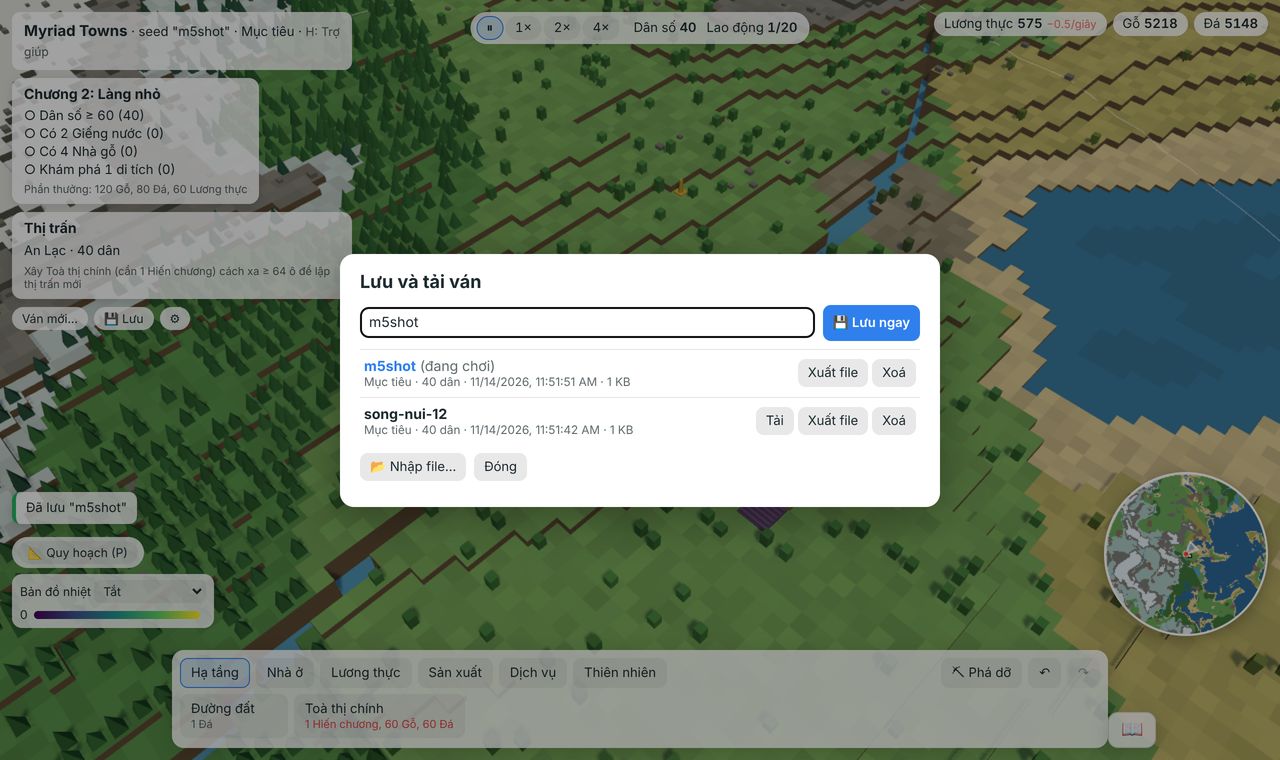 Myriad Towns · seed "m5shot" · Mục tiêu · H: Trợ
giúp
1×
2×
4×
Dân số 40 Lao động 1/20
Lương thực 575 −0.5/giây
Gỗ 5218
Đá 5148
Chương 2: Làng nhỏ
○ Dân số ≥ 60 (40)
○ Có 2 Giếng nước (0)
○ Có 4 Nhà gỗ (0)
○ Khám phá 1 di tích (0)
Phần thưởng: 120 Gỗ, 80 Đá, 60 Lương thực
Thị trấn
An Lạc · 40 dân
Xây Toà thị chính (cần 1 Hiến chương) cách xa ≥ 64 ô để lập
thị trấn mới
Ván mới...
💾 Lưu
⚙
Lưu và tải ván
m5shot
💾 Lưu ngay
m5shot (đang chơi)
Mục tiêu · 40 dân · 11/14/2026, 11:51:51 AM · 1 KB
Xuất file
Xoá
song-nui-12
Mục tiêu · 40 dân · 11/14/2026, 11:51:42 AM · 1 KB
Tải
Xuất file
Xoá
📂 Nhập file...
Đóng
Đã lưu "m5shot"
📐 Quy hoạch (P)
Bản đồ nhiệt Tắt
0
Hạ tầng
Nhà ở
Lương thực
Sản xuất
Dịch vụ
Thiên nhiên
⛏ Phá dỡ
↶
↷
Đường đất
1 Đá
Toà thị chính
1 Hiến chương, 60 Gỗ, 60 Đá